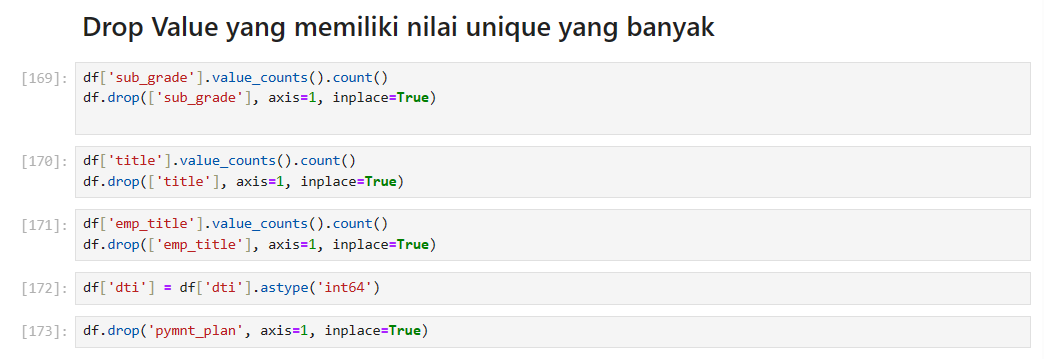 Drop Value yang memiliki nilai unique yang banyak
[169]: df['sub_grade'].value_counts().count()
df.drop(['sub_grade'], axis=1, inplace=True)
[170]: df['title'].value_counts().count()
df.drop(['title'], axis=1, inplace=True)
[171]: df['emp_title'].value_counts().count()
df.drop(['emp_title'], axis=1, inplace=True)
[172]: df['dti'] = df['dti'].astype('int64')
[173]: df.drop('pymnt_plan', axis=1, inplace=True)